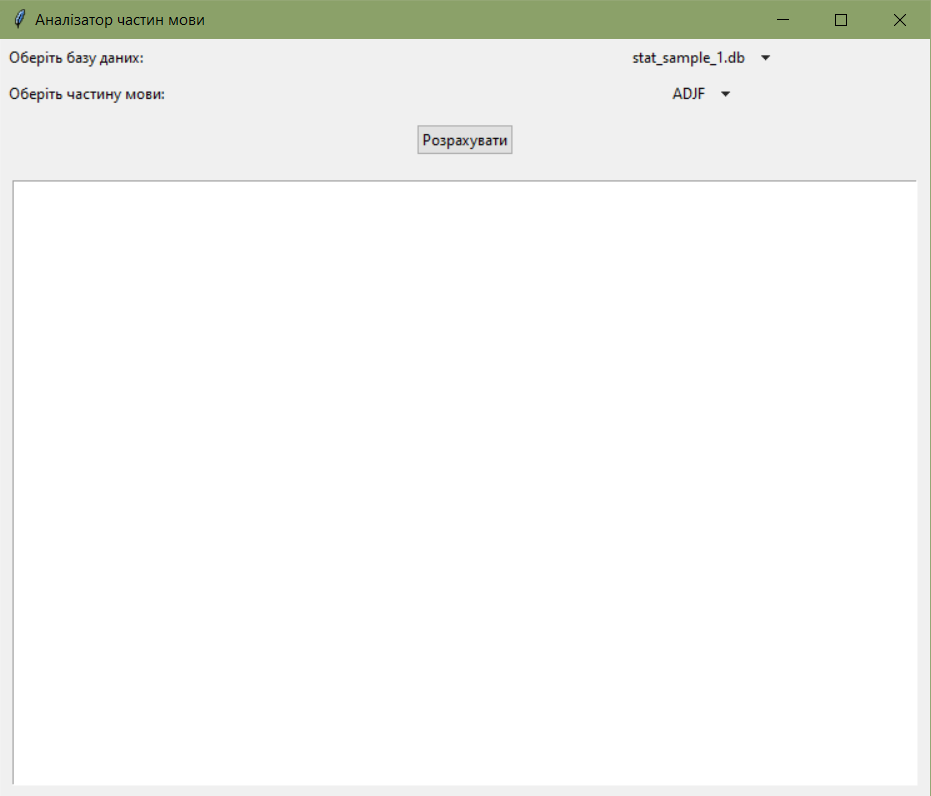 Аналізатор частин мови
Оберіть базу даних: stat_sample_1.db
Оберіть частину мови: ADJF
Розрахувати